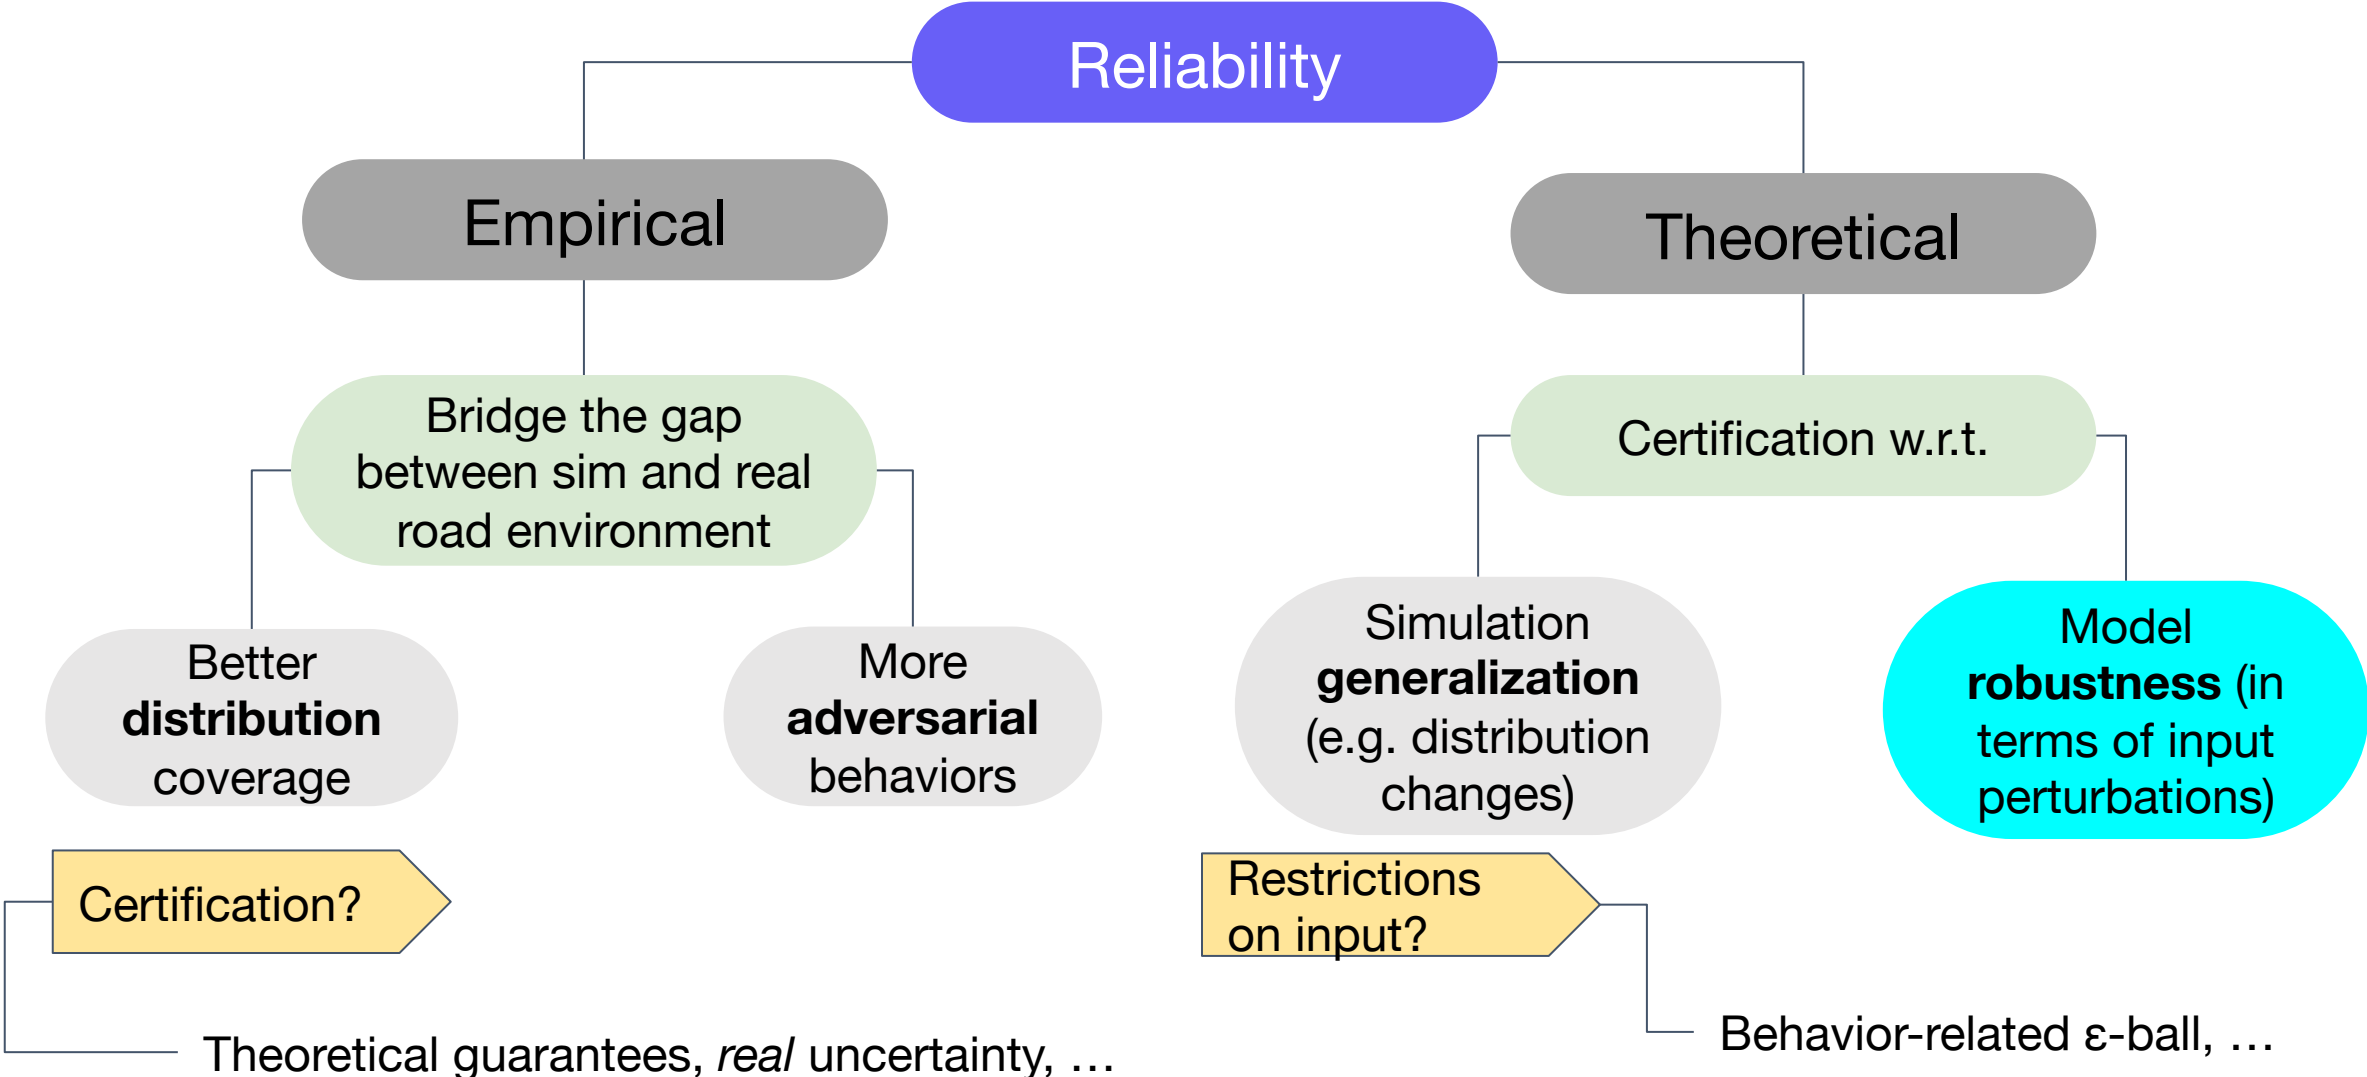 Reliability
Empirical
Theoretical
Bridge the gap
between sim and real
road environment
Certification w.r.t.
Better
distribution
coverage
More
adversarial
behaviors
Simulation
generalization
(e.g. distribution
changes)
Model
robustness (in
terms of input
perturbations)
Certification?
Restrictions
on input?
Theoretical guarantees, real uncertainty, …
Behavior-related ε-ball, …